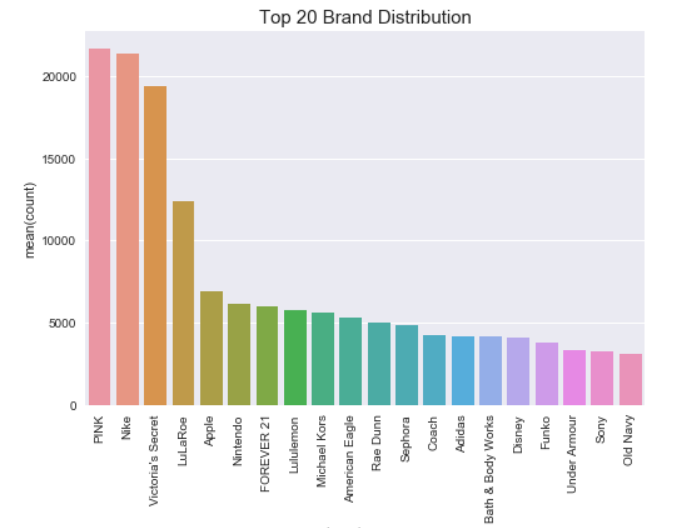 Top 20 Brand Distribution
20000
15000
10000
5000
0
mean(count)
PINK
Nike
Victoria's Secret
LuLaRoe
Apple
Nintendo
FOREVER 21
Lululemon
Michael Kors
American Eagle
Rae Dunn
Sephora
Coach
Adidas
Bath & Body Works
Disney
Funko
Under Armour
Sony
Old Navy